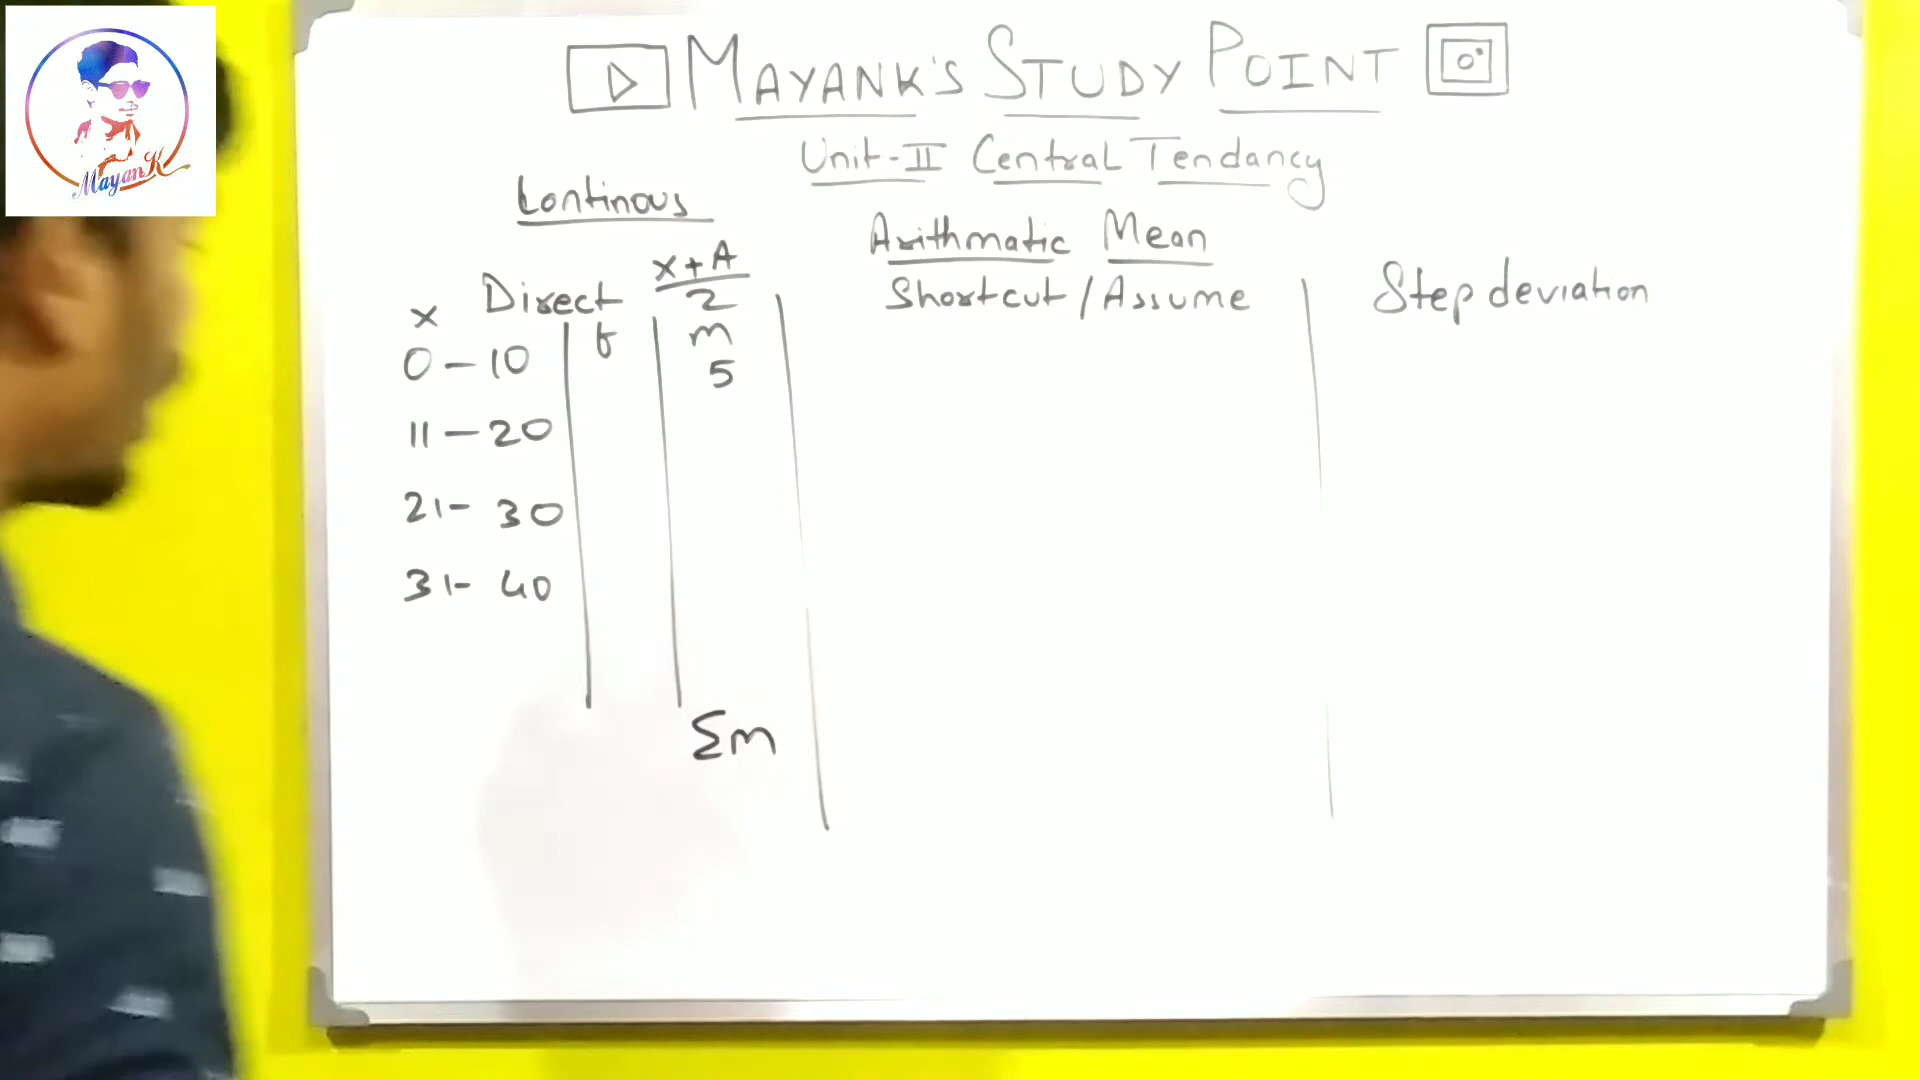 MAYANK'S STUDY POINT
Unit-II Central Tendancy
Continous
Arithmatic Mean
Direct
x+A
2
Shortcut / Assume
Step deviation
x
f
m
0-10
5
11-20
21-30
31-40
Σm
MayanK